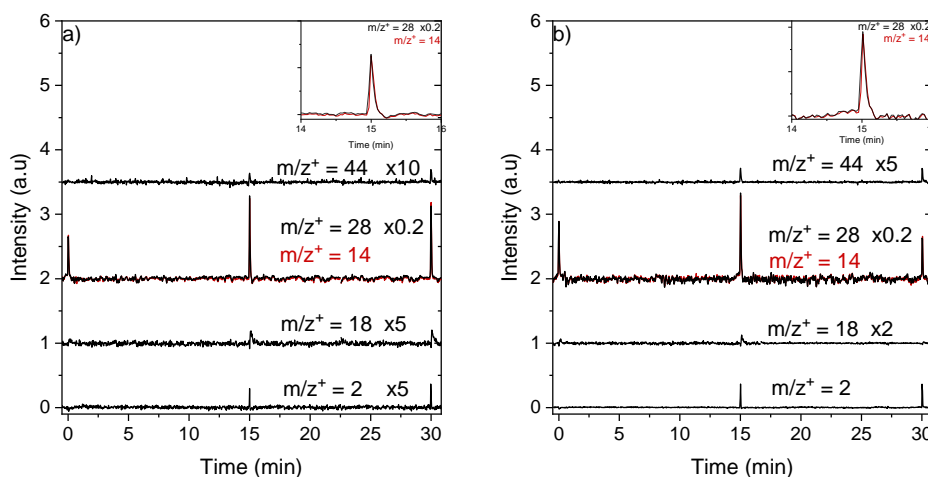 a)
6
5
4
3
2
1
0
Intensity (a.u)
m/z⁺ = 28 x0.2
m/z⁺ = 14
14 15 16
Time (min)
m/z⁺ = 44 x10
m/z⁺ = 28 x0.2
m/z⁺ = 14
m/z⁺ = 18 x5
m/z⁺ = 2 x5
0 5 10 15 20 25 30
Time (min)
b)
6
5
4
3
2
1
0
Intensity (a.u)
m/z⁺ = 28 x0.2
m/z⁺ = 14
14 15
Time (min)
m/z⁺ = 44 x5
m/z⁺ = 28 x0.2
m/z⁺ = 14
m/z⁺ = 18 x2
m/z⁺ = 2
0 5 10 15 20 25 30
Time (min)